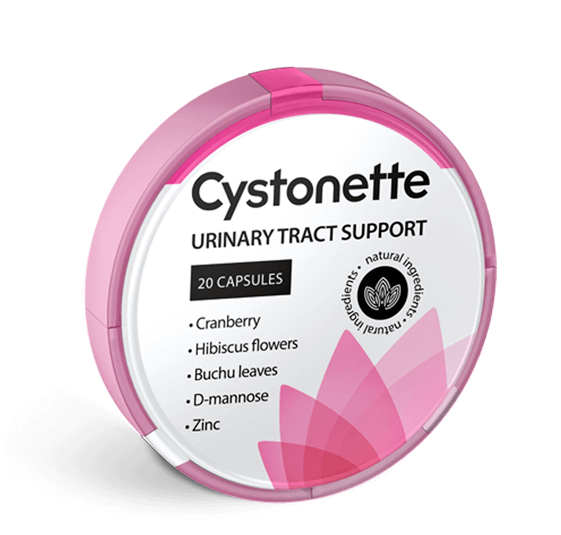 Cystonette
URINARY TRACT SUPPORT
20 CAPSULES
• natural ingredients • natural ingredients
• Cranberry
• Hibiscus flowers
• Buchu leaves
• D-mannose
• Zinc